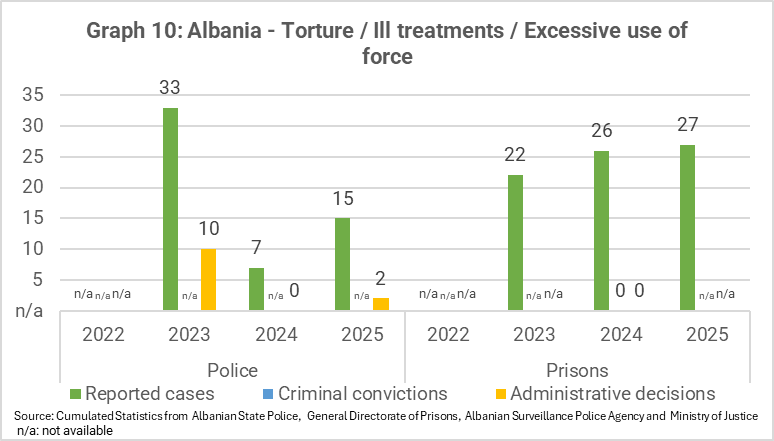 Graph 10: Albania - Torture / Ill treatments / Excessive use of
force
35
30
25
20
15
10
5
n/a
n/a n/a n/a
33
n/a
10
7
n/a
0
15
n/a
2
n/a n/a n/a
22
n/a n/a
26
0 0
27
n/a n/a
2022 2023 2024 2025 2022 2023 2024 2025
Police Prisons
Reported cases Criminal convictions Administrative decisions
Source: Cumulated Statistics from Albanian State Police, General Directorate of Prisons, Albanian Surveillance Police Agency and Ministry of Justice
n/a: not available